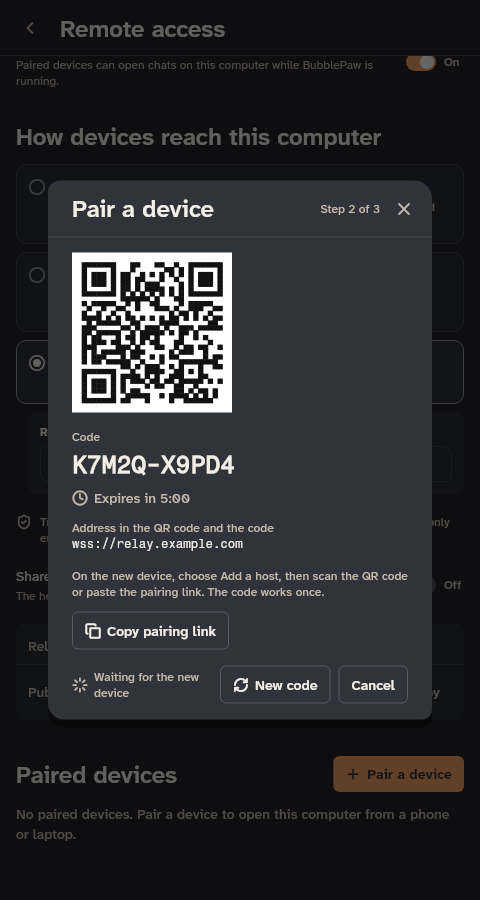 Remote access
Paired devices can open chats on this computer while BubblePaw is
running.
On
How devices reach this computer
Pair a device
Step 2 of 3
Code
K7M2Q-X9PD4
Expires in 5:00
Address in the QR code and the code
wss://relay.example.com
On the new device, choose Add a host, then scan the QR code
or paste the pairing link. The code works once.
Copy pairing link
Waiting for the new
device
New code
Cancel
Share
Off
The
Paired devices
Pair a device
No paired devices. Pair a device to open this computer from a phone
or laptop.